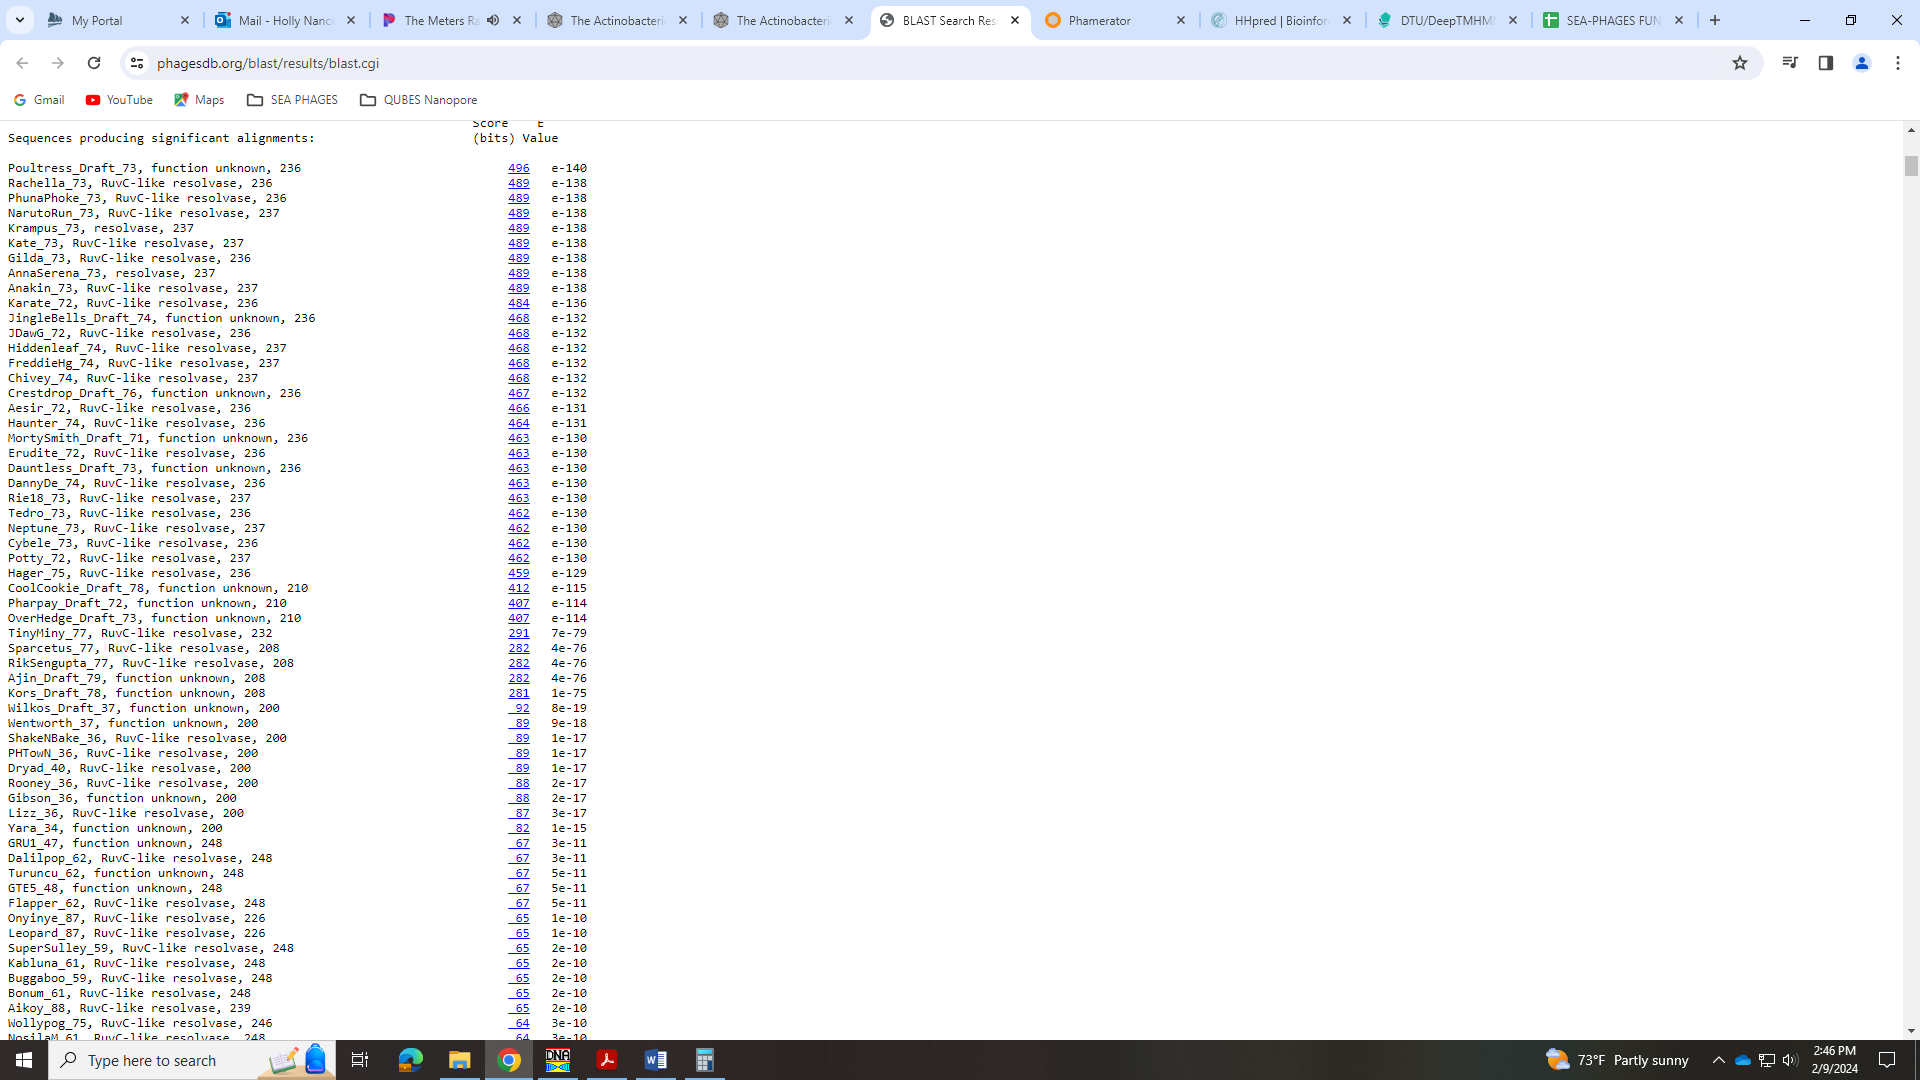 My Portal
Mail - Holly Nance
The Meters Ra
The Actinobacteri
The Actinobacteri
BLAST Search Res
Phamerator
HHpred | Bioinfor
DTU/DeepTMHM
SEA-PHAGES FUN
phagesdb.org/blast/results/blast.cgi
Gmail YouTube Maps SEA PHAGES QUBES Nanopore
Score E
Sequences producing significant alignments: (bits) Value
Poultress_Draft_73, function unknown, 236 496 e-140
Rachella_73, RuvC-like resolvase, 236 489 e-138
PhunaPhoke_73, RuvC-like resolvase, 236 489 e-138
NarutoRun_73, RuvC-like resolvase, 237 489 e-138
Krampus_73, resolvase, 237 489 e-138
Kate_73, RuvC-like resolvase, 237 489 e-138
Gilda_73, RuvC-like resolvase, 236 489 e-138
AnnaSerena_73, resolvase, 237 489 e-138
Anakin_73, RuvC-like resolvase, 237 489 e-138
Karate_72, RuvC-like resolvase, 236 484 e-136
JingleBells_Draft_74, function unknown, 236 468 e-132
JDawG_72, RuvC-like resolvase, 236 468 e-132
Hiddenleaf_74, RuvC-like resolvase, 237 468 e-132
FreddieHg_74, RuvC-like resolvase, 237 468 e-132
Chivey_74, RuvC-like resolvase, 237 468 e-132
Crestdrop_Draft_76, function unknown, 236 467 e-132
Aesir_72, RuvC-like resolvase, 236 466 e-131
Haunter_74, RuvC-like resolvase, 236 464 e-131
MortySmith_Draft_71, function unknown, 236 463 e-130
Erudite_72, RuvC-like resolvase, 236 463 e-130
Dauntless_Draft_73, function unknown, 236 463 e-130
DannyDe_74, RuvC-like resolvase, 236 463 e-130
Rie18_73, RuvC-like resolvase, 237 463 e-130
Tedro_73, RuvC-like resolvase, 236 462 e-130
Neptune_73, RuvC-like resolvase, 237 462 e-130
Cybele_73, RuvC-like resolvase, 236 462 e-130
Potty_72, RuvC-like resolvase, 237 462 e-130
Hager_75, RuvC-like resolvase, 236 459 e-129
CoolCookie_Draft_78, function unknown, 210 412 e-115
Pharpay_Draft_72, function unknown, 210 407 e-114
OverHedge_Draft_73, function unknown, 210 407 e-114
TinyMiny_77, RuvC-like resolvase, 232 291 7e-79
Sparcetus_77, RuvC-like resolvase, 208 282 4e-76
RikSengupta_77, RuvC-like resolvase, 208 282 4e-76
Ajin_Draft_79, function unknown, 208 282 4e-76
Kors_Draft_78, function unknown, 208 281 1e-75
Wilkos_Draft_37, function unknown, 200 92 8e-19
Wentworth_37, function unknown, 200 89 9e-18
ShakeNBake_36, RuvC-like resolvase, 200 89 1e-17
PHTowN_36, RuvC-like resolvase, 200 89 1e-17
Dryad_40, RuvC-like resolvase, 200 89 1e-17
Rooney_36, RuvC-like resolvase, 200 88 2e-17
Gibson_36, function unknown, 200 88 2e-17
Lizz_36, RuvC-like resolvase, 200 87 3e-17
Yara_34, function unknown, 200 82 1e-15
GRU1_47, function unknown, 248 67 3e-11
Dalilpop_62, RuvC-like resolvase, 248 67 3e-11
Turuncu_62, function unknown, 248 67 5e-11
GTE5_48, function unknown, 248 67 5e-11
Flapper_62, RuvC-like resolvase, 248 67 5e-11
Onyinye_87, RuvC-like resolvase, 226 65 1e-10
Leopard_87, RuvC-like resolvase, 226 65 1e-10
SuperSulley_59, RuvC-like resolvase, 248 65 2e-10
Kabluna_61, RuvC-like resolvase, 248 65 2e-10
Buggaboo_59, RuvC-like resolvase, 248 65 2e-10
Bonum_61, RuvC-like resolvase, 248 65 2e-10
Aikoy_88, RuvC-like resolvase, 239 65 2e-10
Wollypog_75, RuvC-like resolvase, 246 64 3e-10
NosilaM_61, RuvC-like resolvase, 248 64 3e-10
Type here to search
DNA
73°F Partly sunny
2:46 PM
2/9/2024